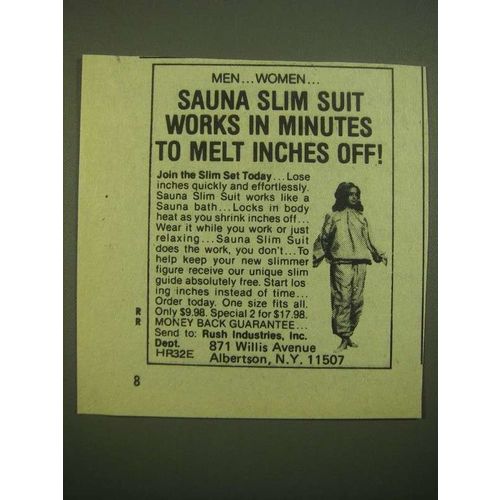 MEN...WOMEN...
SAUNA SLIM SUIT
WORKS IN MINUTES
TO MELT INCHES OFF!
Join the Slim Set Today...Lose
inches quickly and effortlessly.
Sauna Slim Suit works like a
Sauna bath...Locks in body
heat as you shrink inches off...
Wear it while you work or just
relaxing...Sauna Slim Suit
does the work, you don't...To
help keep your new slimmer
figure receive our unique slim
guide absolutely free. Start los
ing inches instead of time...
Order today. One size fits all.
R Only $9.98. Special 2 for $17.98.
R MONEY BACK GUARANTEE...
Send to: Rush Industries, Inc.
Dept. 871 Willis Avenue
HR32E Albertson, N.Y. 11507
8